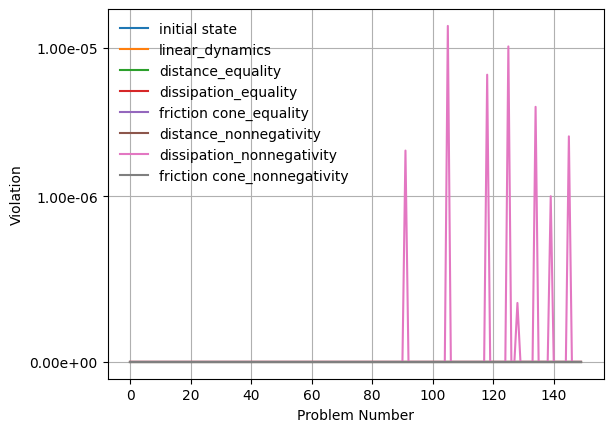 initial state
linear_dynamics
distance_equality
dissipation_equality
friction cone_equality
distance_nonnegativity
dissipation_nonnegativity
friction cone_nonnegativity
1.00e-05
1.00e-06
0.00e+00
Violation
0 20 40 60 80 100 120 140
Problem Number